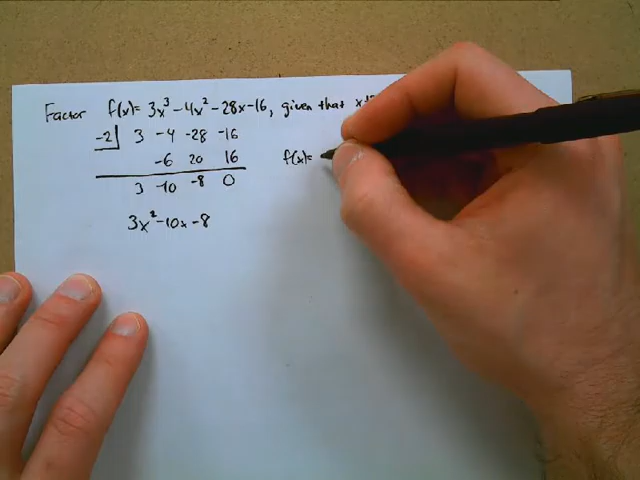 Factor f(x)= 3x³-4x²-28x-16, given that
-2 3 -4 -28 -16
-6 20 16
f(x)=
3 -10 -8 0
3x²-10x-8